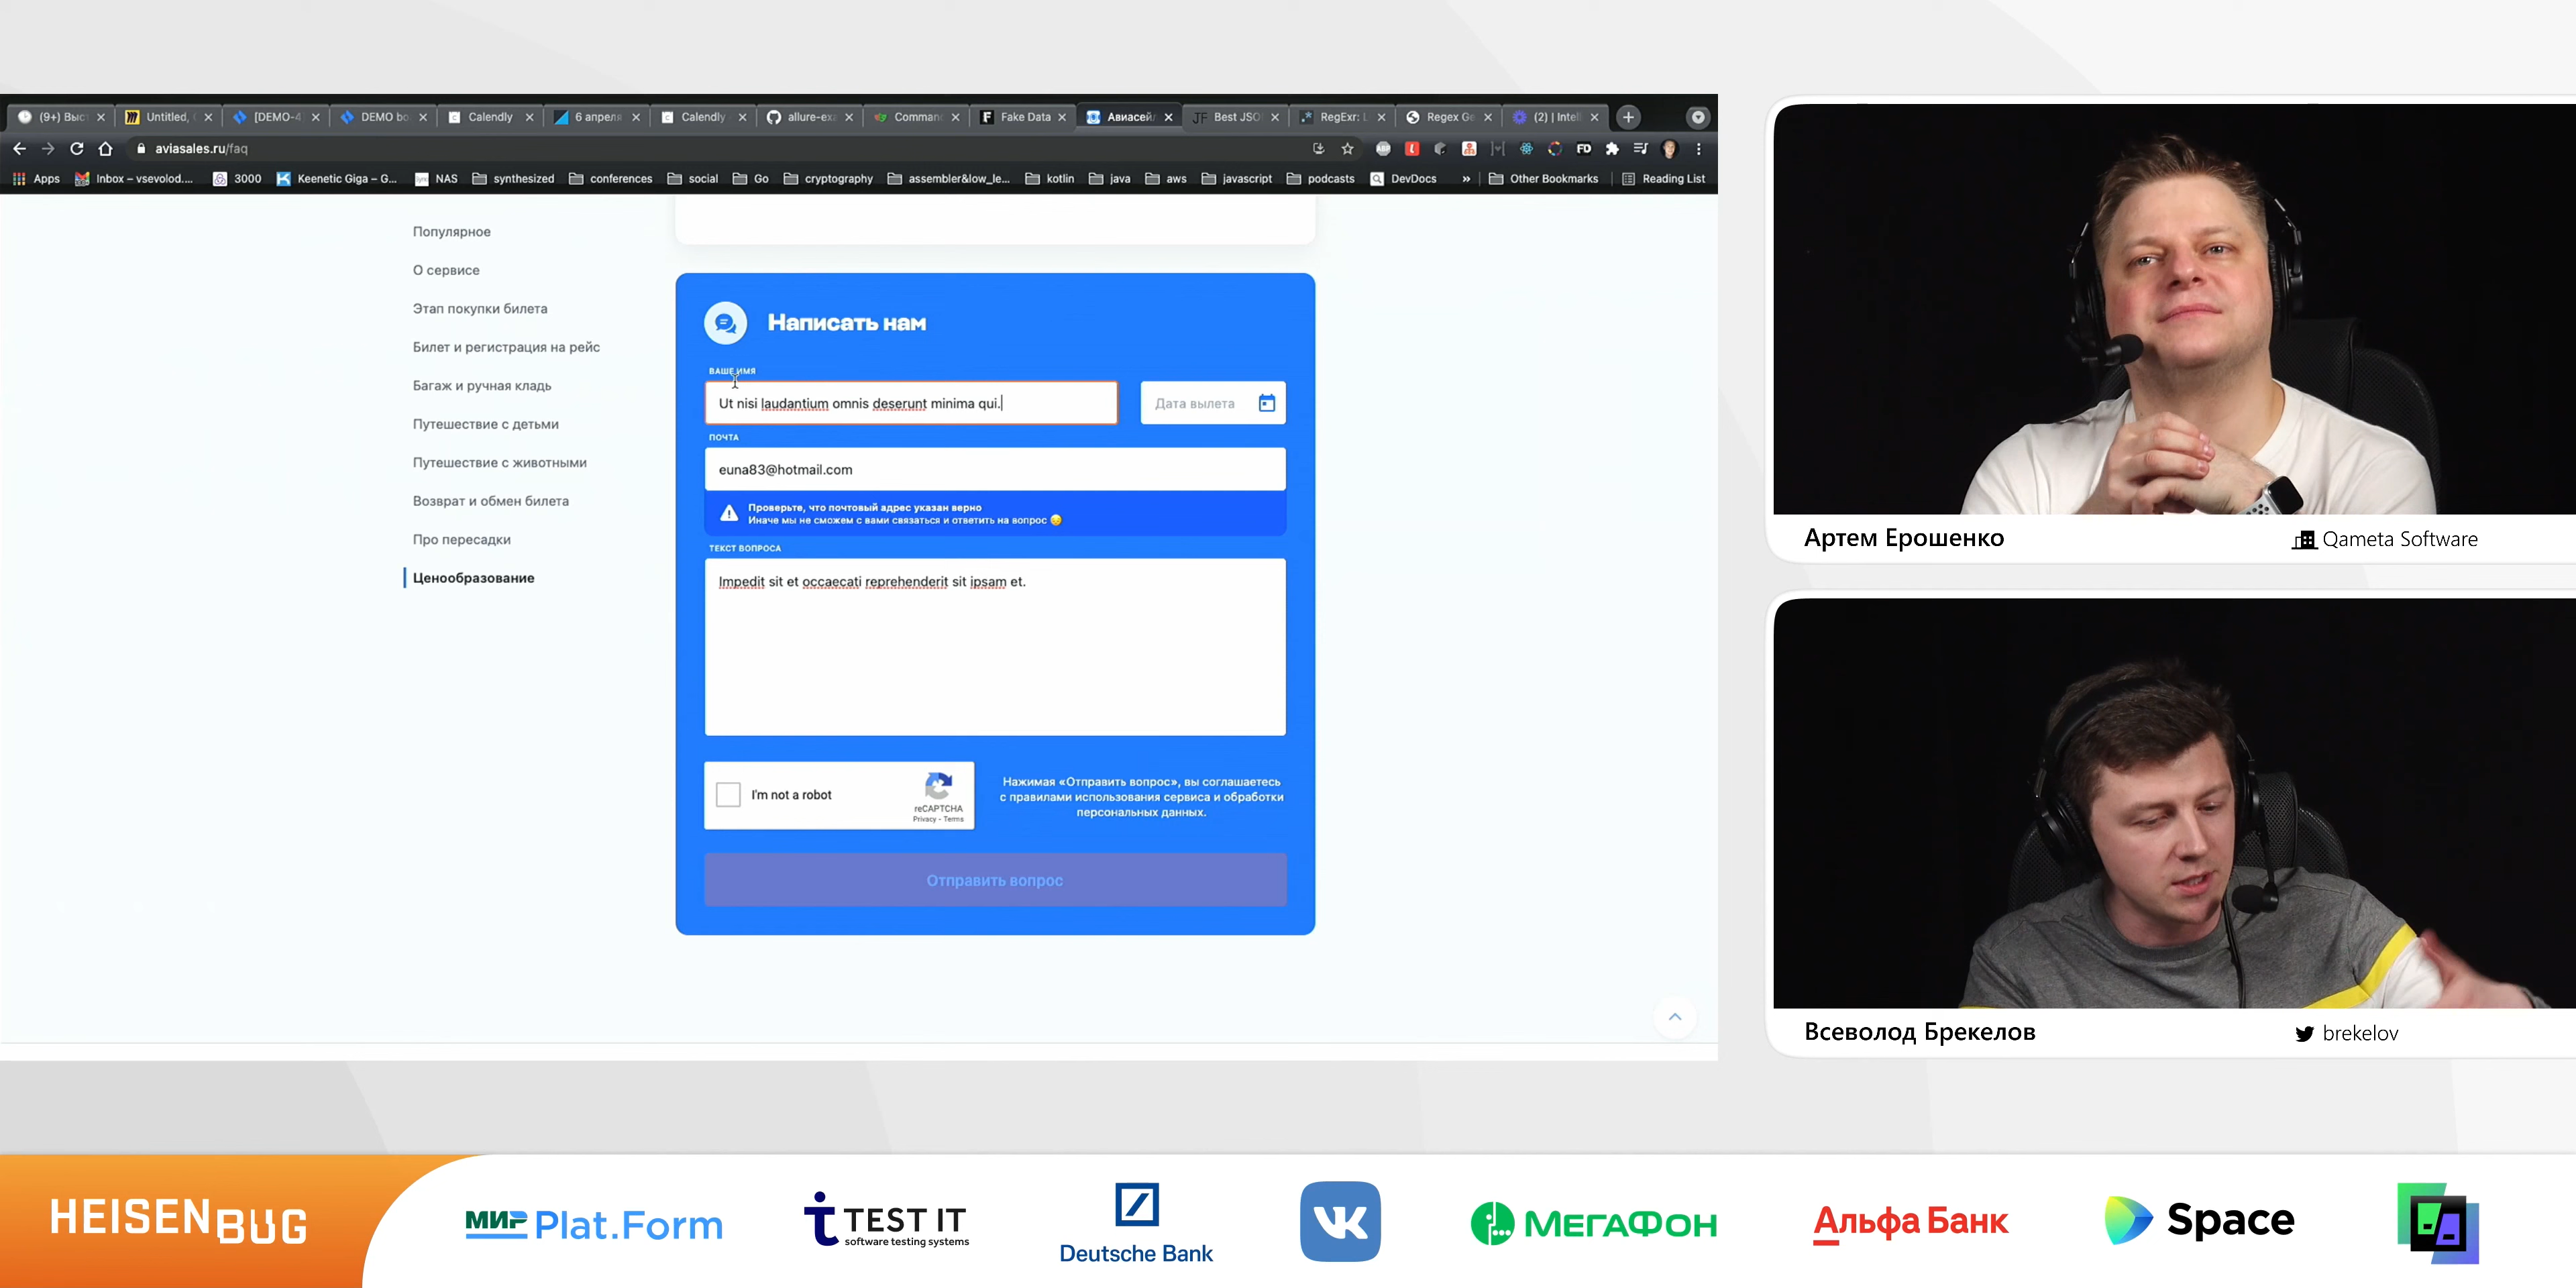 (9+) Выст
Untitled,
[DEMO-4
DEMO bo
Calendly
6 апреля
Calendly
allure-exa
Comman
Fake Data
Авиасейл
Best JSO
RegExr: L
Regex Ge
(2) | Intel
aviasales.ru/faq
Apps
Inbox – vsevolod....
3000
Keenetic Giga – G...
NAS
synthesized
conferences
social
Go
cryptography
assembler&low_le...
kotlin
java
aws
javascript
podcasts
DevDocs
»
Other Bookmarks
Reading List
Популярное
О сервисе
Этап покупки билета
Билет и регистрация на рейс
Багаж и ручная кладь
Путешествие с детьми
Путешествие с животными
Возврат и обмен билета
Про пересадки
Ценообразование
Написать нам
ВАШЕ ИМЯ
Ut nisi laudantium omnis deserunt minima qui.
Дата вылета
ПОЧТА
euna83@hotmail.com
Проверьте, что почтовый адрес указан верно
Иначе мы не сможем с вами связаться и ответить на вопрос
ТЕКСТ ВОПРОСА
Impedit sit et occaecati reprehenderit sit ipsam et.
I'm not a robot
reCAPTCHA
Privacy - Terms
Нажимая «Отправить вопрос», вы соглашаетесь
с правилами использования сервиса и обработки
персональных данных.
Отправить вопрос
Артем Ерошенко
Qameta Software
Всеволод Брекелов
brekelov
HEISENBUG
МИР Plat.Form
TEST IT
software testing systems
Deutsche Bank
VK
МЕГАФОН
Альфа Банк
Space